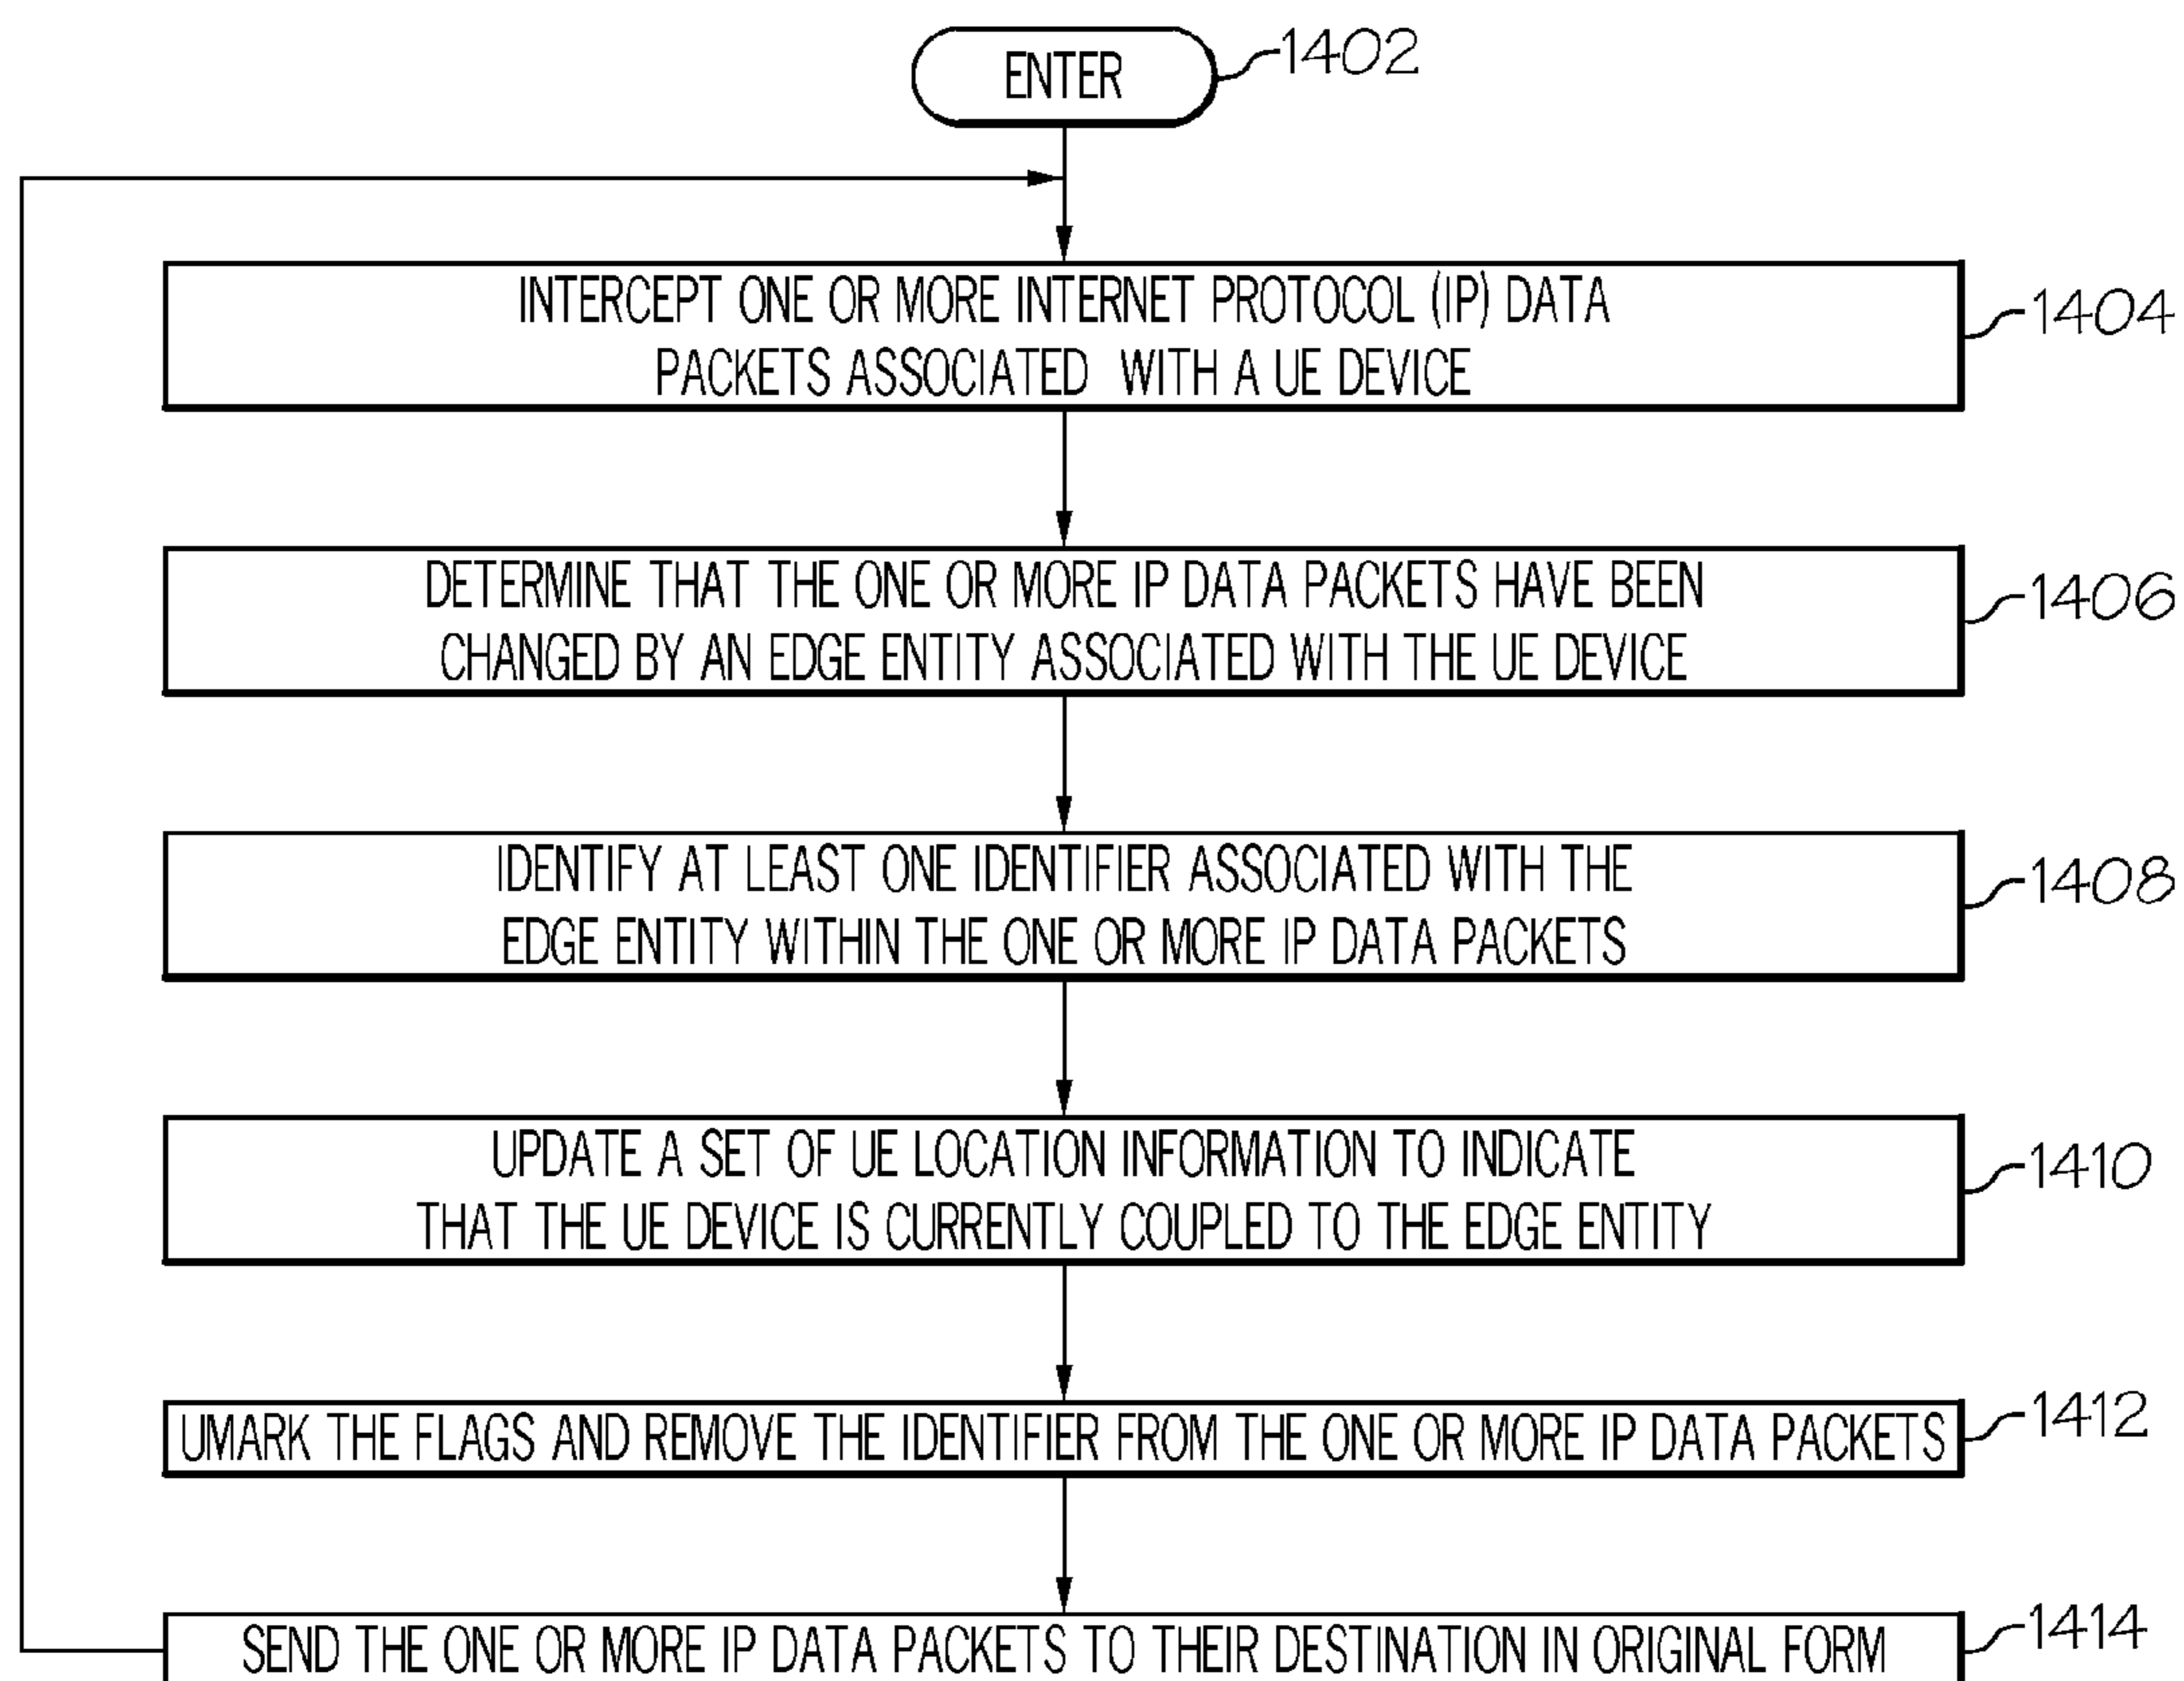 ENTER
1402
INTERCEPT ONE OR MORE INTERNET PROTOCOL (IP) DATA
PACKETS ASSOCIATED WITH A UE DEVICE
1404
DETERMINE THAT THE ONE OR MORE IP DATA PACKETS HAVE BEEN
CHANGED BY AN EDGE ENTITY ASSOCIATED WITH THE UE DEVICE
1406
IDENTIFY AT LEAST ONE IDENTIFIER ASSOCIATED WITH THE
EDGE ENTITY WITHIN THE ONE OR MORE IP DATA PACKETS
1408
UPDATE A SET OF UE LOCATION INFORMATION TO INDICATE
THAT THE UE DEVICE IS CURRENTLY COUPLED TO THE EDGE ENTITY
1410
UMARK THE FLAGS AND REMOVE THE IDENTIFIER FROM THE ONE OR MORE IP DATA PACKETS
1412
SEND THE ONE OR MORE IP DATA PACKETS TO THEIR DESTINATION IN ORIGINAL FORM
1414